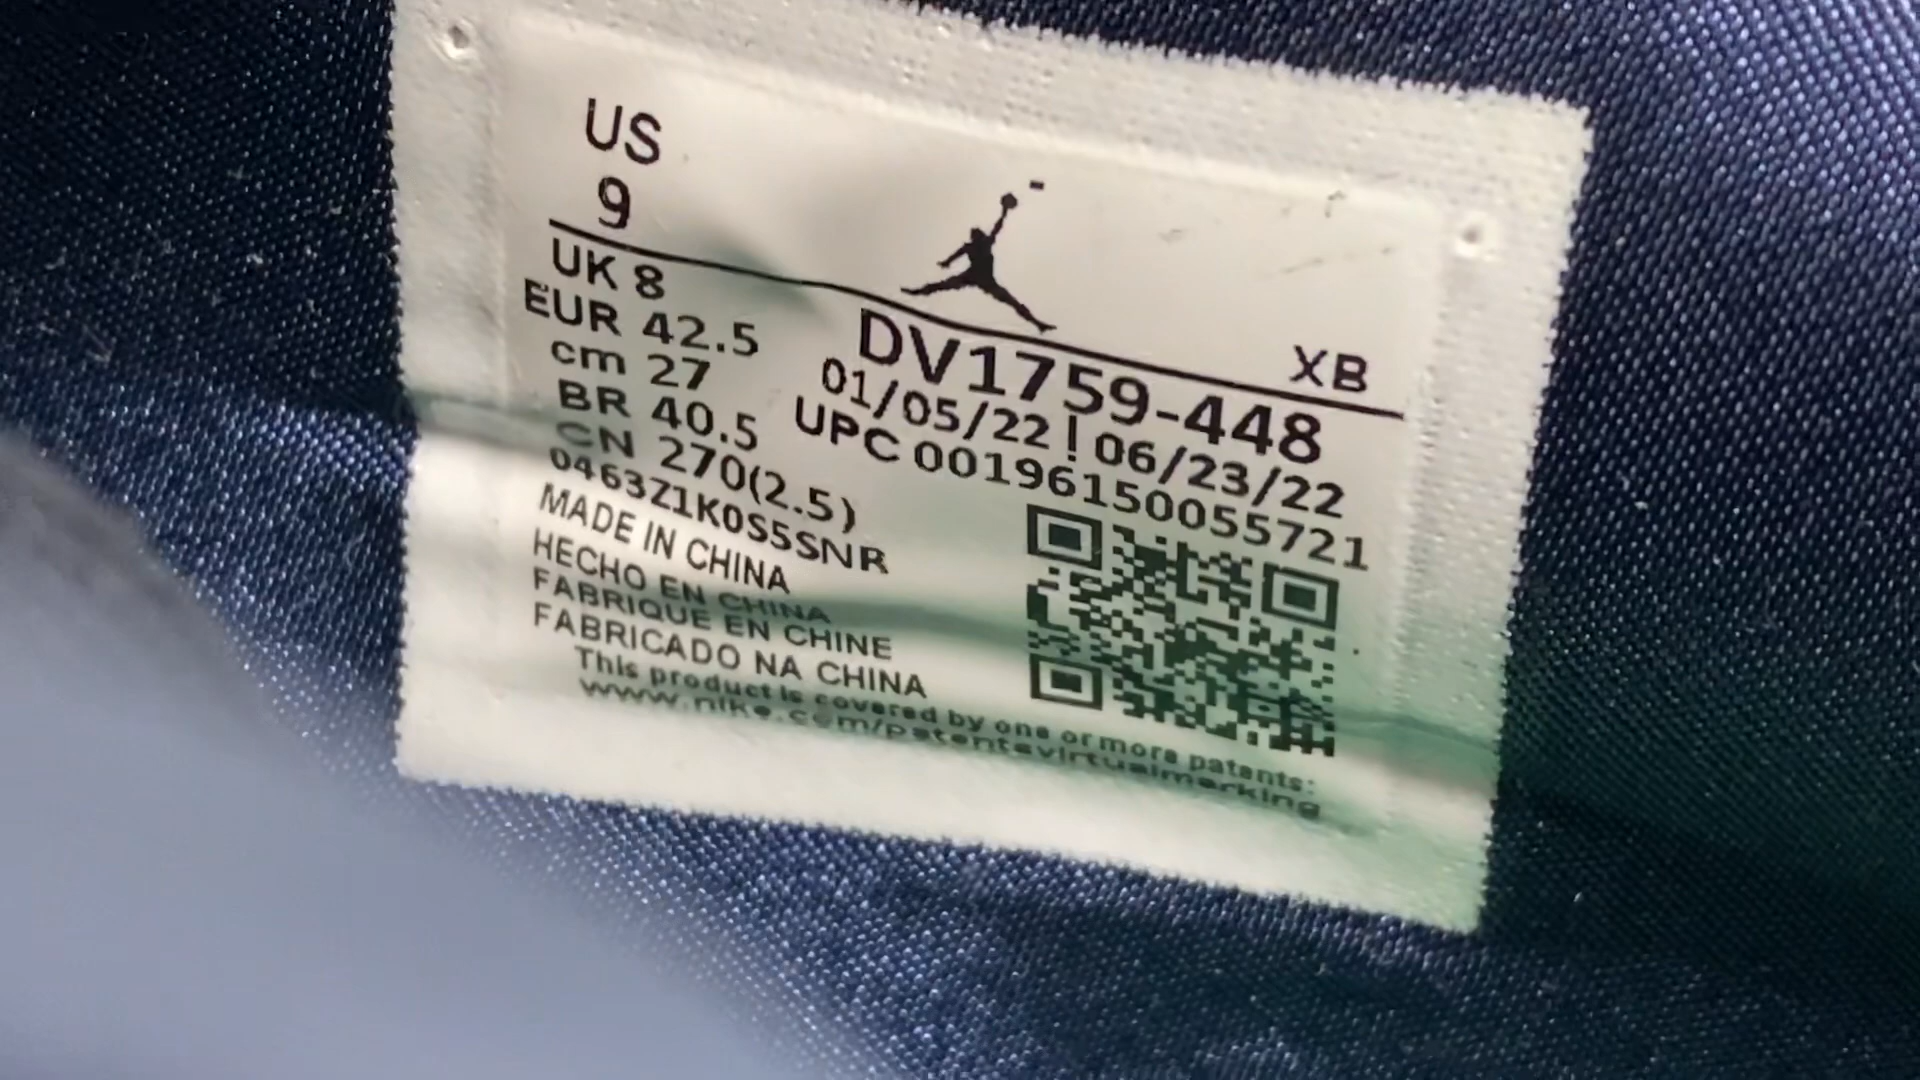 US
9
UK 8
EUR 42.5
cm 27
BR 40.5
CN 270(2.5)
0463Z1K0S5SNR
MADE IN CHINA
HECHO EN CHINA
FABRIQUE EN CHINE
FABRICADO NA CHINA
XB
DV1759-448
01/05/22 ! 06/23/22
UPC 00196150055721
This product is covered by one or more patents:
www.nike.com/patentsvirtualmarking